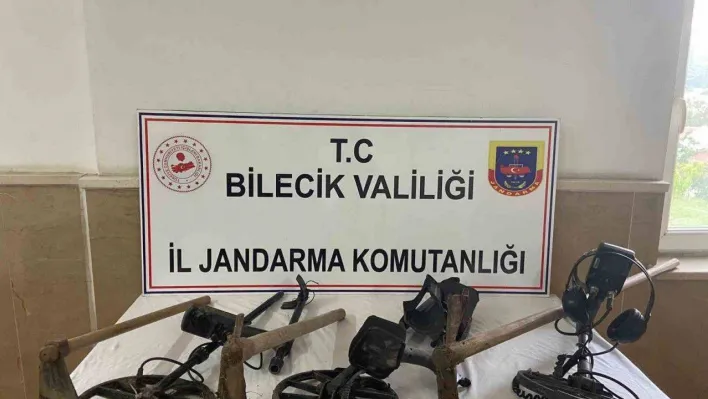 T.C
BİLECİK VALİLİĞİ
İL JANDARMA KOMUTANLIĞI